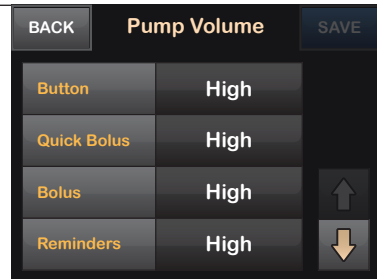 BACK Pump Volume SAVE
Button High
Quick Bolus High
Bolus High
Reminders High